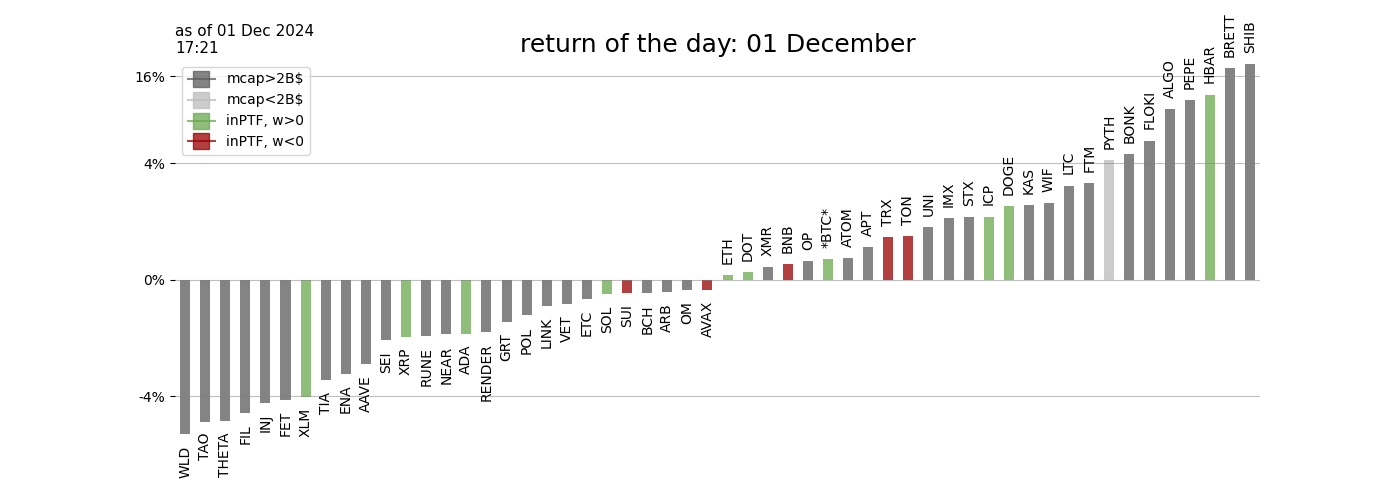 as of 01 Dec 2024
17:21
return of the day: 01 December
mcap>2B$
mcap<2B$
inPTF, w>0
inPTF, w<0
16%
4%
0%
-4%
WLD
TAO
THETA
FIL
INJ
FET
XLM
TIA
ENA
AAVE
SEI
XRP
RUNE
NEAR
ADA
RENDER
GRT
POL
LINK
VET
ETC
SOL
SUI
BCH
ARB
OM
AVAX
ETH
DOT
XMR
BNB
OP
*BTC*
ATOM
APT
TRX
TON
UNI
IMX
STX
ICP
DOGE
KAS
WIF
LTC
FTM
PYTH
BONK
FLOKI
ALGO
PEPE
HBAR
BRETT
SHIB